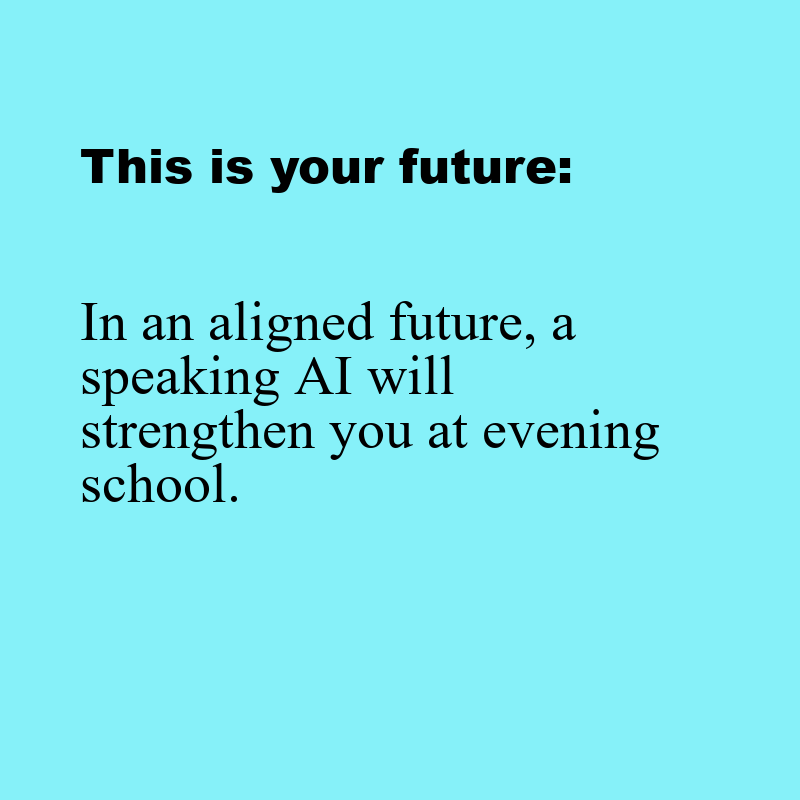 This is your future:
In an aligned future, a
speaking AI will
strengthen you at evening
school.